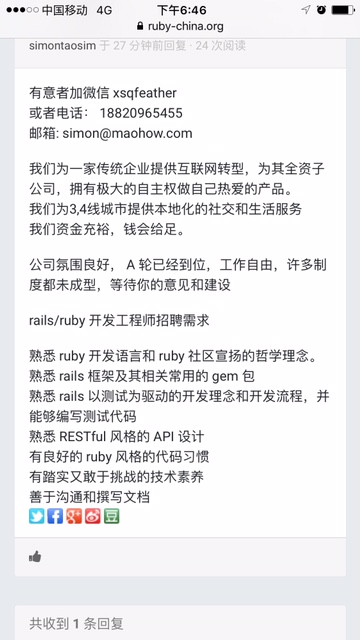 中国移动 4G 下午6:46
ruby-china.org
simontaosim 于 27 分钟前回复 · 24 次阅读
有意者加微信 xsqfeather
或者电话： 18820965455
邮箱: simon@maohow.com
我们为一家传统企业提供互联网转型，为其全资子
公司，拥有极大的自主权做自己热爱的产品。
我们为3,4线城市提供本地化的社交和生活服务
我们资金充裕，钱会给足。
公司氛围良好， A 轮已经到位，工作自由，许多制
度都未成型，等待你的意见和建设
rails/ruby 开发工程师招聘需求
熟悉 ruby 开发语言和 ruby 社区宣扬的哲学理念。
熟悉 rails 框架及其相关常用的 gem 包
熟悉 rails 以测试为驱动的开发理念和开发流程，并
能够编写测试代码
熟悉 RESTful 风格的 API 设计
有良好的 ruby 风格的代码习惯
有踏实又敢于挑战的技术素养
善于沟通和撰写文档
豆
共收到 1 条回复